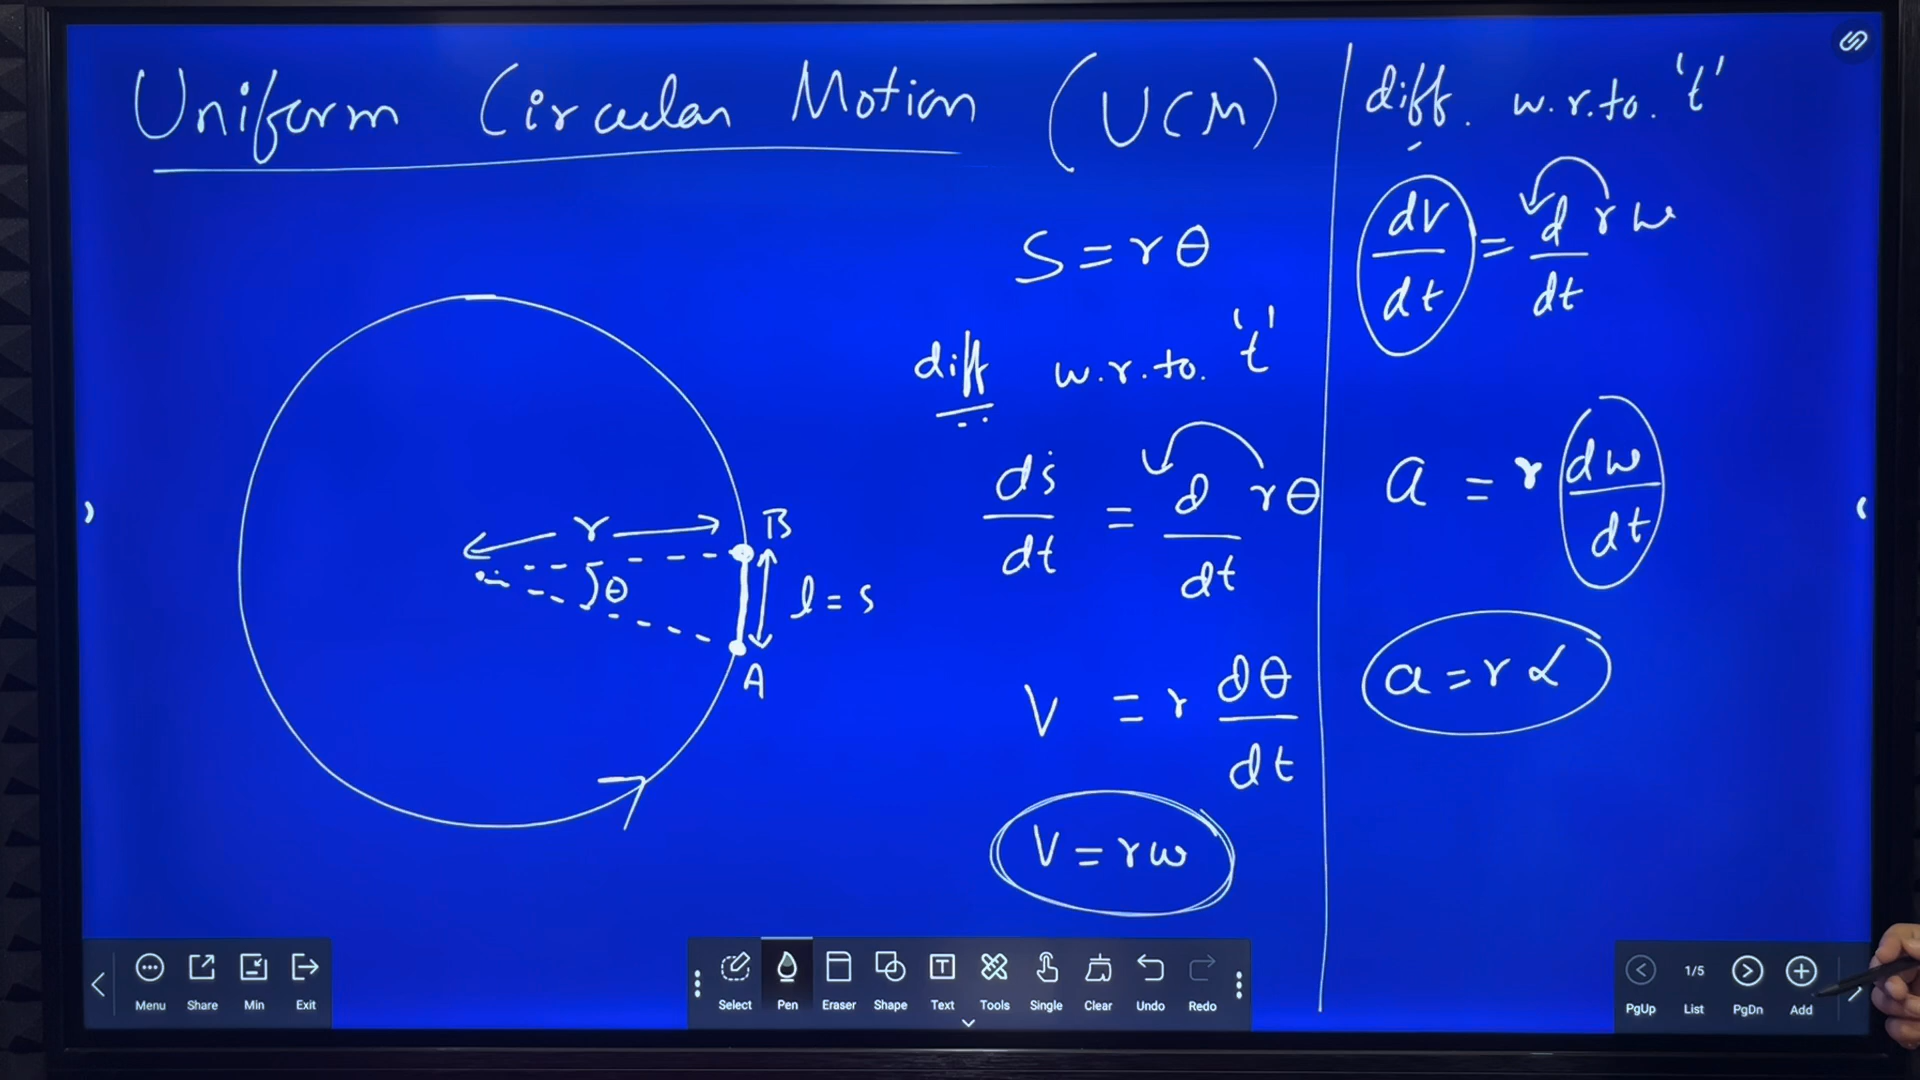 Uniform Circular Motion (UCM)
S = rθ
diff w.r.to. 't'
ds/dt = d/dt rθ
V = r dθ/dt
V = rω
diff. w.r.to. 't'
dv/dt = d/dt rω
a = r dω/dt
a = r α
r
θ
B
l = s
A
Menu Share Min Exit
Select Pen Eraser Shape Text Tools Single Clear Undo Redo
1/5
PgUp List PgDn Add